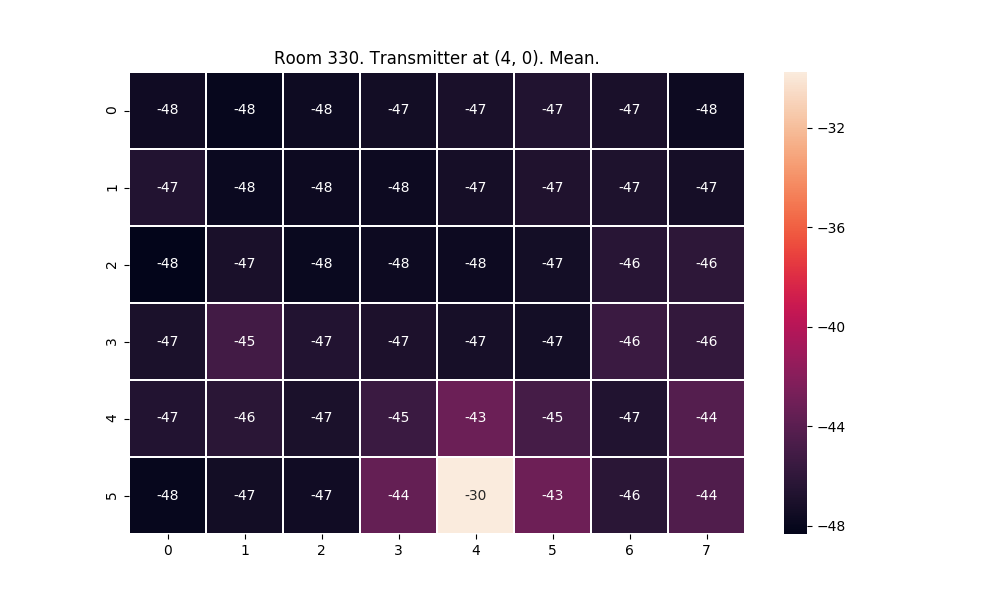 Room 330. Transmitter at (4, 0). Mean.
0 -48 -48 -48 -47 -47 -47 -47 -48
1 -47 -48 -48 -48 -47 -47 -47 -47
2 -48 -47 -48 -48 -48 -47 -46 -46
3 -47 -45 -47 -47 -47 -47 -46 -46
4 -47 -46 -47 -45 -43 -45 -47 -44
5 -48 -47 -47 -44 -30 -43 -46 -44
0 1 2 3 4 5 6 7
−32
−36
−40
−44
−48